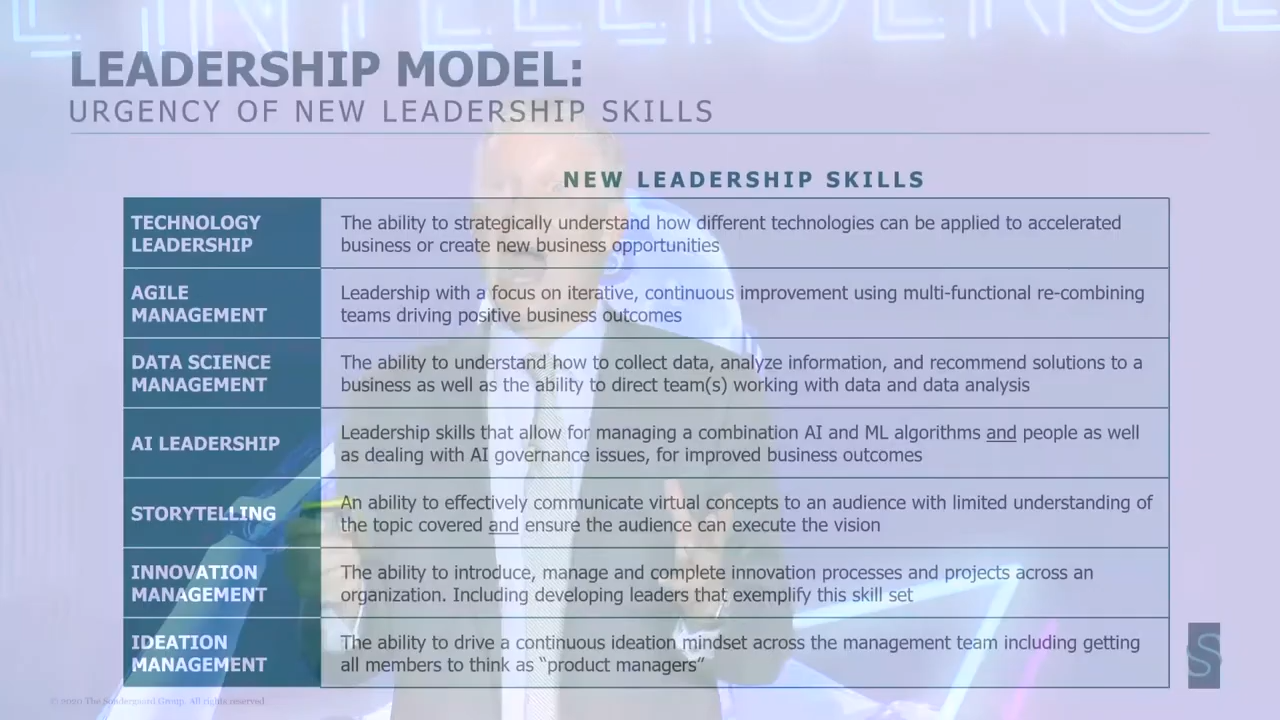 INTELLIGENCE
LEADERSHIP MODEL:
URGENCY OF NEW LEADERSHIP SKILLS
NEW LEADERSHIP SKILLS
TECHNOLOGY
LEADERSHIP
The ability to strategically understand how different technologies can be applied to accelerated
business or create new business opportunities
AGILE
MANAGEMENT
Leadership with a focus on iterative, continuous improvement using multi-functional re-combining
teams driving positive business outcomes
DATA SCIENCE
MANAGEMENT
The ability to understand how to collect data, analyze information, and recommend solutions to a
business as well as the ability to direct team(s) working with data and data analysis
AI LEADERSHIP
Leadership skills that allow for managing a combination AI and ML algorithms and people as well
as dealing with AI governance issues, for improved business outcomes
STORYTELLING
An ability to effectively communicate virtual concepts to an audience with limited understanding of
the topic covered and ensure the audience can execute the vision
INNOVATION
MANAGEMENT
The ability to introduce, manage and complete innovation processes and projects across an
organization. Including developing leaders that exemplify this skill set
IDEATION
MANAGEMENT
The ability to drive a continuous ideation mindset across the management team including getting
all members to think as “product managers”
S
© 2020 The Sondergaard Group. All rights reserved